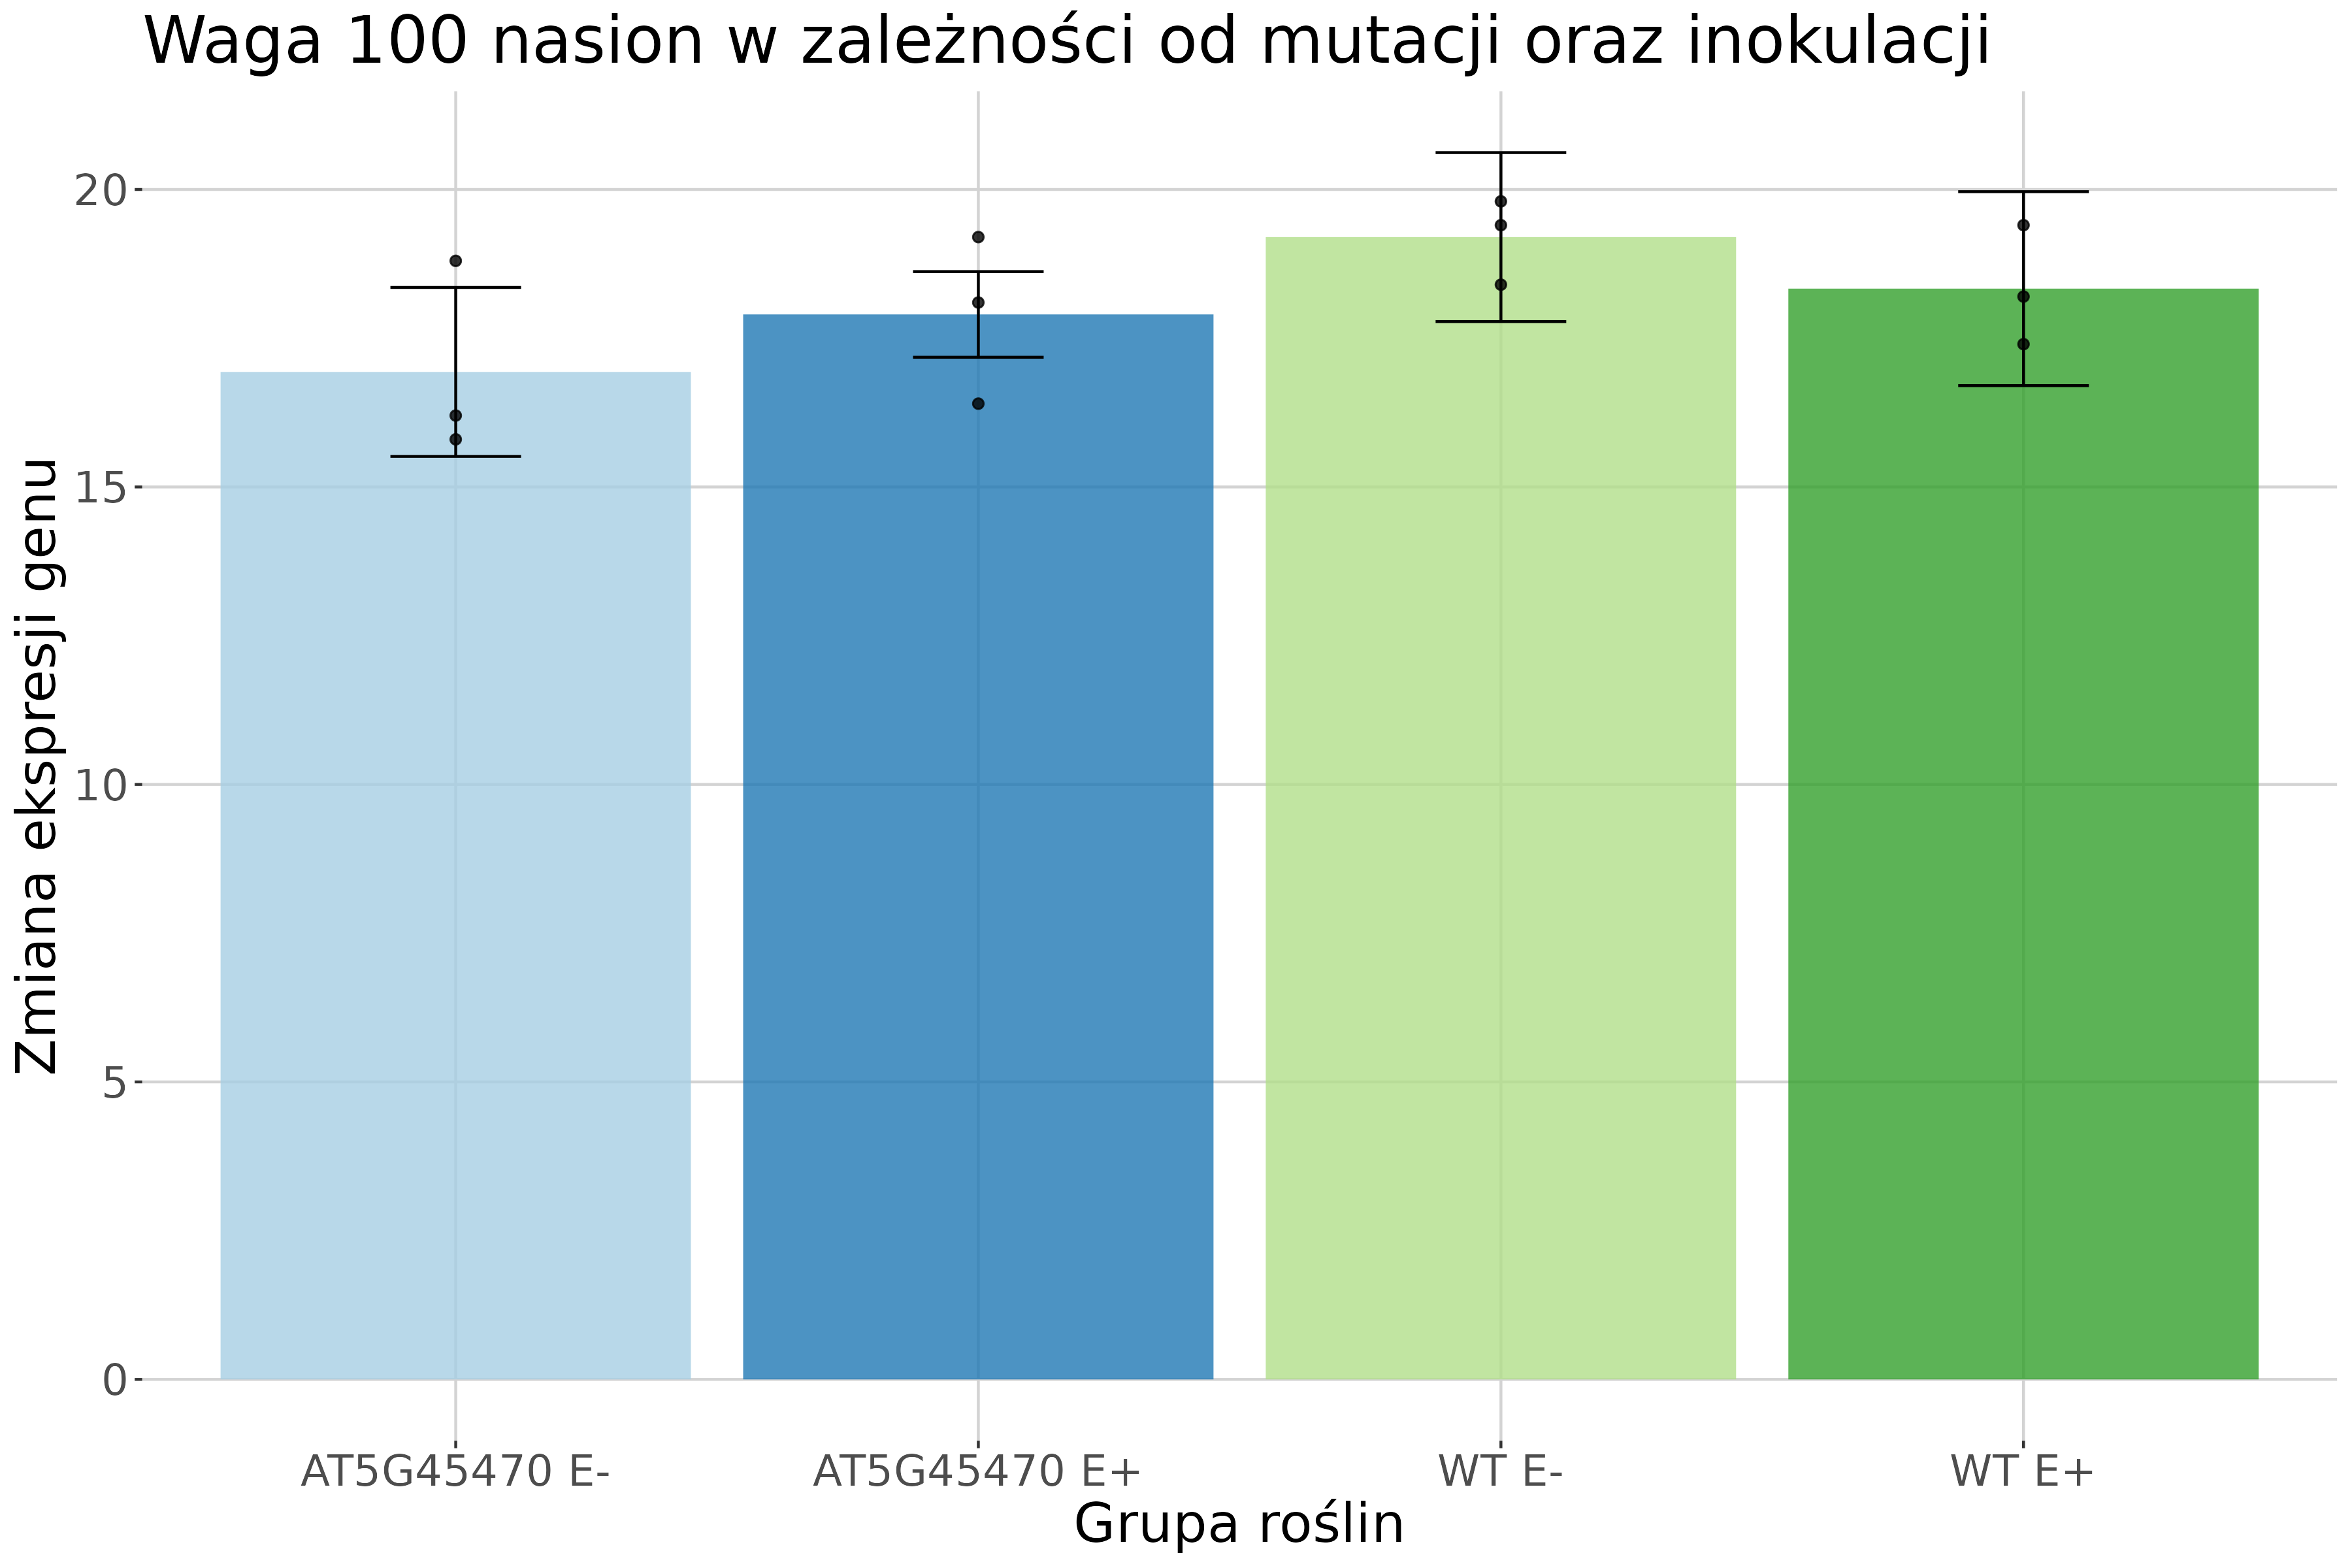 Waga 100 nasion w zależności od mutacji oraz inokulacji
Zmiana ekspresji genu
20
15
10
5
0
AT5G45470 E-
AT5G45470 E+
WT E-
WT E+
Grupa roślin